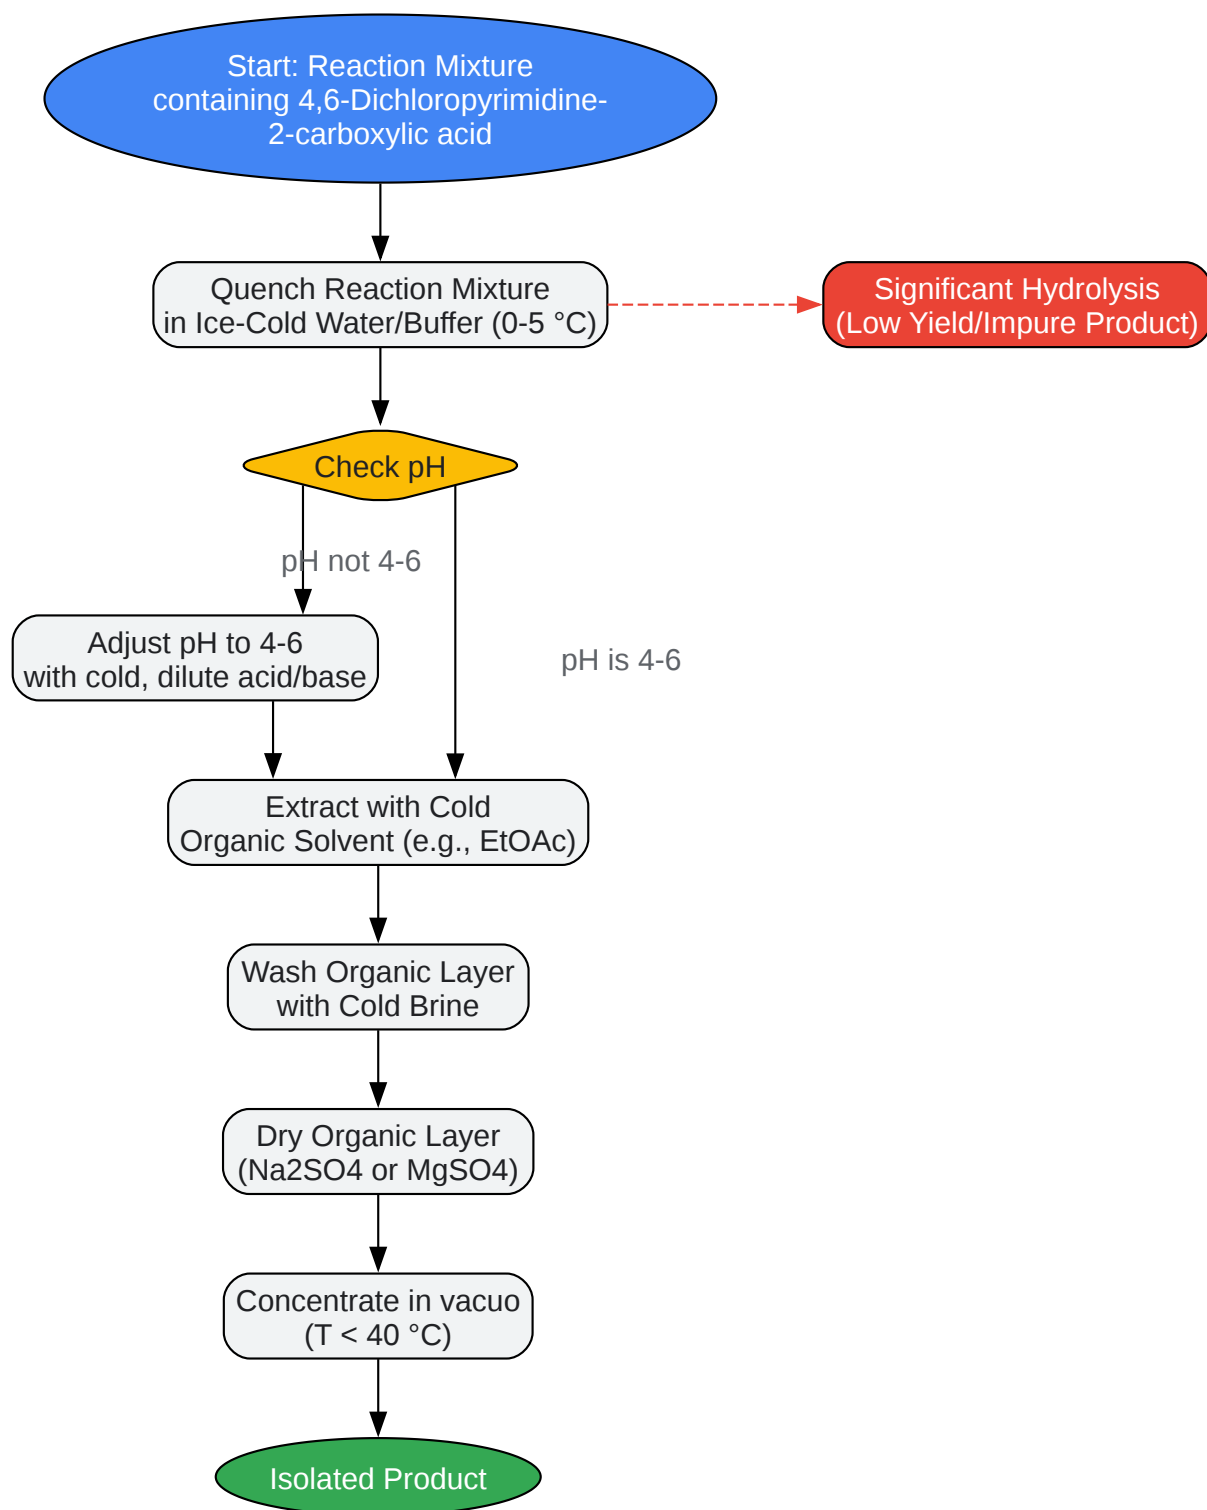 Start: Reaction Mixture
containing 4,6-Dichloropyrimidine-
2-carboxylic acid
Quench Reaction Mixture
in Ice-Cold Water/Buffer (0-5 °C)
Significant Hydrolysis
(Low Yield/Impure Product)
Check pH
pH not 4-6
Adjust pH to 4-6
with cold, dilute acid/base
pH is 4-6
Extract with Cold
Organic Solvent (e.g., EtOAc)
Wash Organic Layer
with Cold Brine
Dry Organic Layer
(Na2SO4 or MgSO4)
Concentrate in vacuo
(T < 40 °C)
Isolated Product